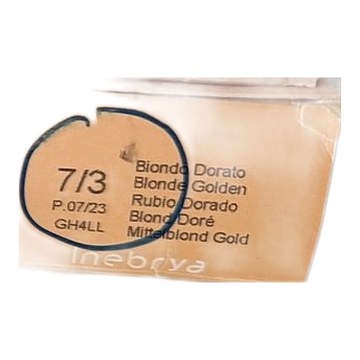 7/3
P.07/23
GH4LL
Biondo Dorato
Blonde Golden
Rubio Dorado
Blond Doré
Mittelblond Gold
Inebrya